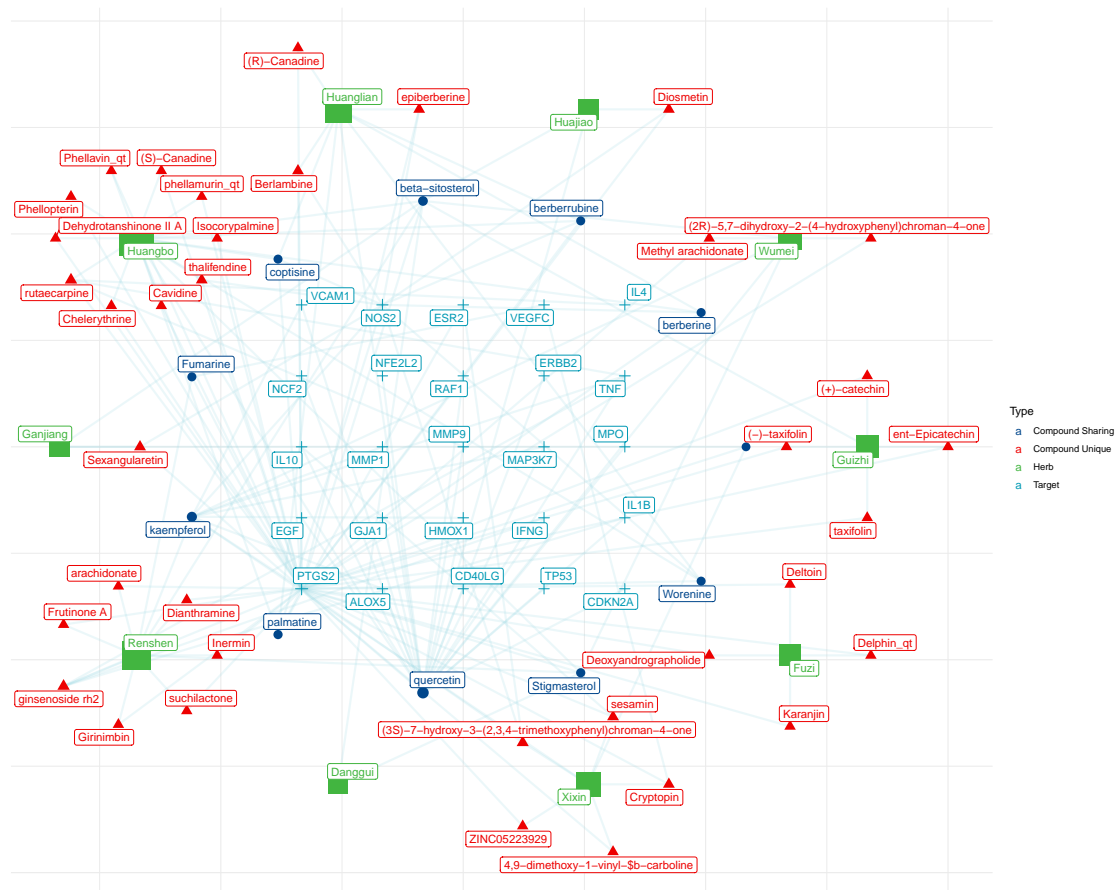 (R)−Canadine
Huanglian
epiberberine
Diosmetin
Huajiao
Phellavin_qt
(S)−Canadine
phellamurin_qt
Berlambine
beta−sitosterol
berberrubine
Phellopterin
Dehydrotanshinone II A
Isocorypalmine
(2R)−5,7−dihydroxy−2−(4−hydroxyphenyl)chroman−4−one
Huangbo
Methyl arachidonate
Wumei
thalifendine
coptisine
rutaecarpine
Cavidine
VCAM1
IL4
Chelerythrine
NOS2
ESR2
VEGFC
berberine
Fumarine
NFE2L2
ERBB2
NCF2
RAF1
TNF
(+)−catechin
Ganjiang
MMP9
MPO
(−)−taxifolin
ent−Epicatechin
Sexangularetin
IL10
MMP1
MAP3K7
Guizhi
IL1B
kaempferol
EGF
GJA1
HMOX1
IFNG
taxifolin
arachidonate
PTGS2
CD40LG
TP53
Deltoin
Frutinone A
Dianthramine
ALOX5
CDKN2A
Worenine
palmatine
Renshen
Inermin
Deoxyandrographolide
Delphin_qt
Fuzi
quercetin
Stigmasterol
ginsenoside rh2
suchilactone
sesamin
Karanjin
Girinimbin
(3S)−7−hydroxy−3−(2,3,4−trimethoxyphenyl)chroman−4−one
Danggui
Xixin
Cryptopin
ZINC05223929
4,9−dimethoxy−1−vinyl−$b−carboline
Type
a Compound Sharing
a Compound Unique
a Herb
a Target